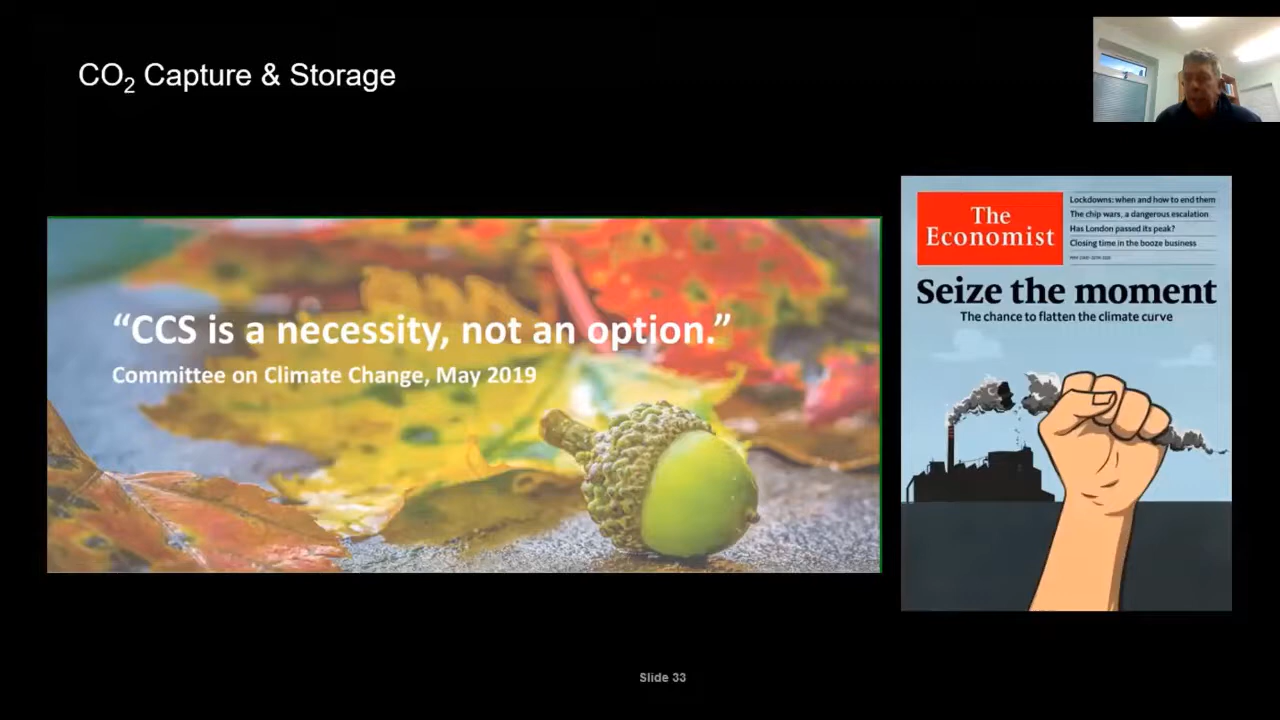 CO₂ Capture & Storage
“CCS is a necessity, not an option.”
Committee on Climate Change, May 2019
The
Economist
Lockdowns: when and how to end them
The chip wars, a dangerous escalation
Has London passed its peak?
Closing time in the booze business
Seize the moment
The chance to flatten the climate curve
Slide 33